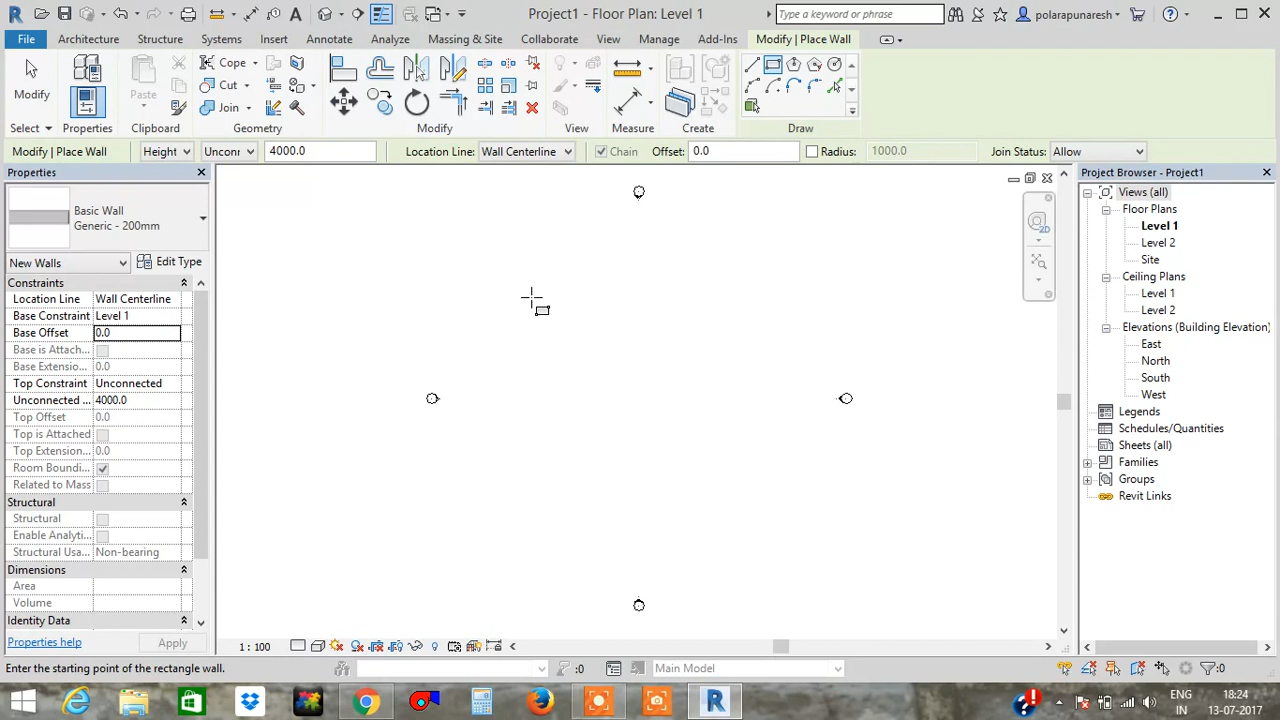 Project1 - Floor Plan: Level 1
Type a keyword or phrase
polarapunaresh
File Architecture Structure Systems Insert Annotate Analyze Massing & Site Collaborate View Manage Add-Ins Modify | Place Wall
Modify
Paste
Cope
Cut
Join
Select Properties Clipboard Geometry Modify View Measure Create Draw
Modify | Place Wall Height Unconn 4000.0 Location Line: Wall Centerline Chain Offset: 0.0 Radius: 1000.0 Join Status: Allow
Properties
Basic Wall
Generic - 200mm
New Walls Edit Type
Constraints
Location Line Wall Centerline
Base Constraint Level 1
Base Offset 0.0
Base is Attach...
Base Extensio... 0.0
Top Constraint Unconnected
Unconnected ... 4000.0
Top Offset 0.0
Top is Attached
Top Extension... 0.0
Room Boundi...
Related to Mass
Structural
Structural
Enable Analyti...
Structural Usa... Non-bearing
Dimensions
Area
Volume
Identity Data
Properties help Apply
2D
1 : 100
Project Browser - Project1
Views (all)
Floor Plans
Level 1
Level 2
Site
Ceiling Plans
Level 1
Level 2
Elevations (Building Elevation)
East
North
South
West
Legends
Schedules/Quantities
Sheets (all)
Families
Groups
Revit Links
Enter the starting point of the rectangle wall.
:0
Main Model
:0
ENG
IN
18:24
13-07-2017